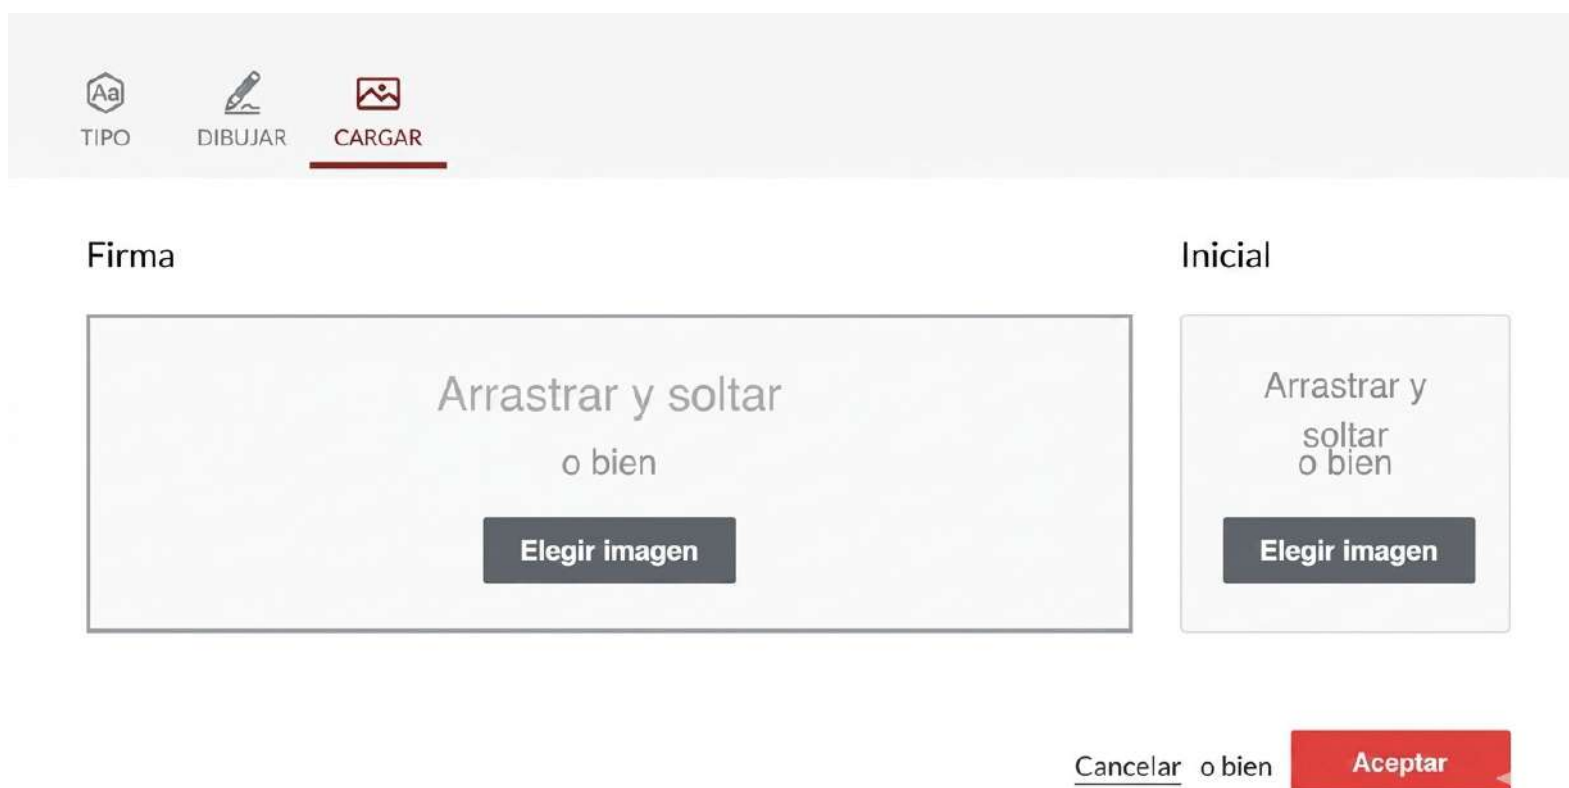 Aa
TIPO
DIBUJAR
CARGAR
Firma
Arrastrar y soltar
o bien
Elegir imagen
Inicial
Arrastrar y
soltar
o bien
Elegir imagen
Cancelar o bien Aceptar